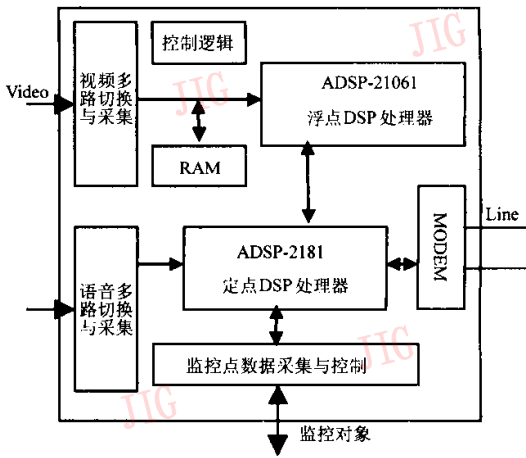 控制逻辑
JIG
视频多
路切换
与采集
Video
JIG
ADSP-21061
浮点DSP 处理器
RAM
MODEM
Line
ADSP-2181
定点DSP 处理器
语音多
路切换
与采集
监控点数据采集与控制
JIG
JIG
监控对象